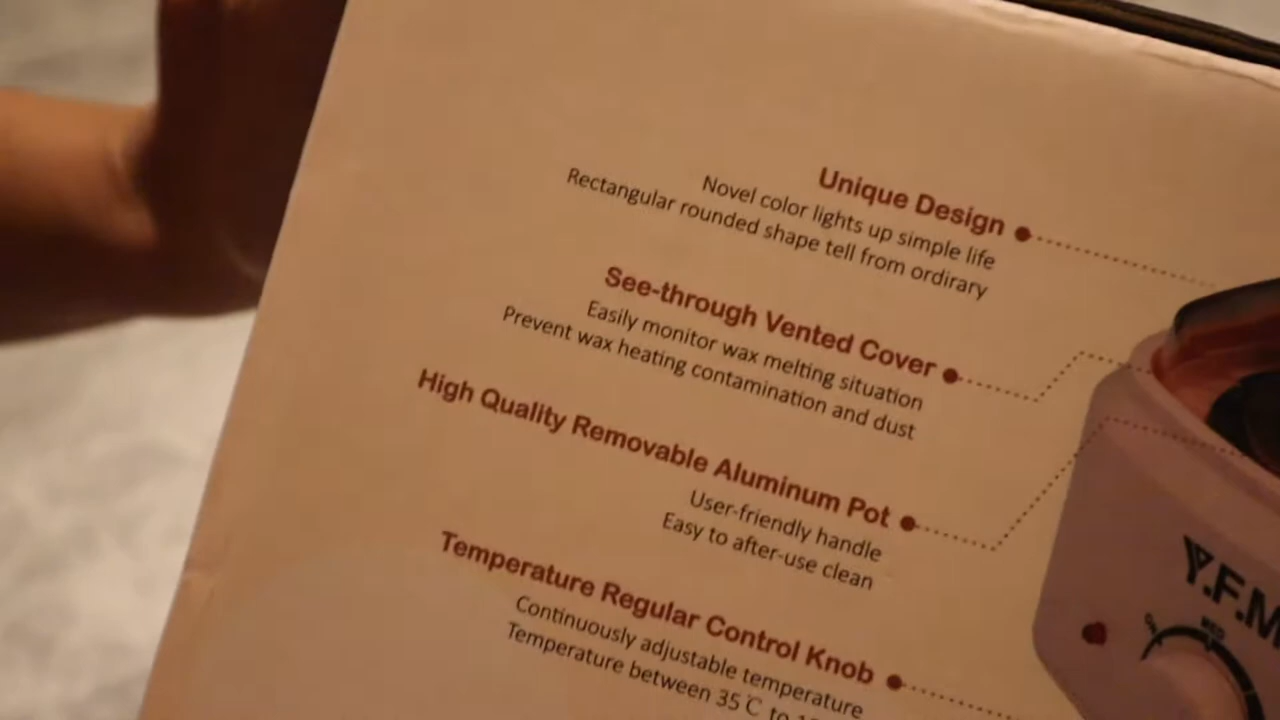 Unique Design
Novel color lights up simple life
Rectangular rounded shape tell from ordirary
See-through Vented Cover
Easily monitor wax melting situation
Prevent wax heating contamination and dust
High Quality Removable Aluminum Pot
User-friendly handle
Easy to after-use clean
Temperature Regular Control Knob
Continuously adjustable temperature
Temperature between 35℃ to
Y.F.M
MED